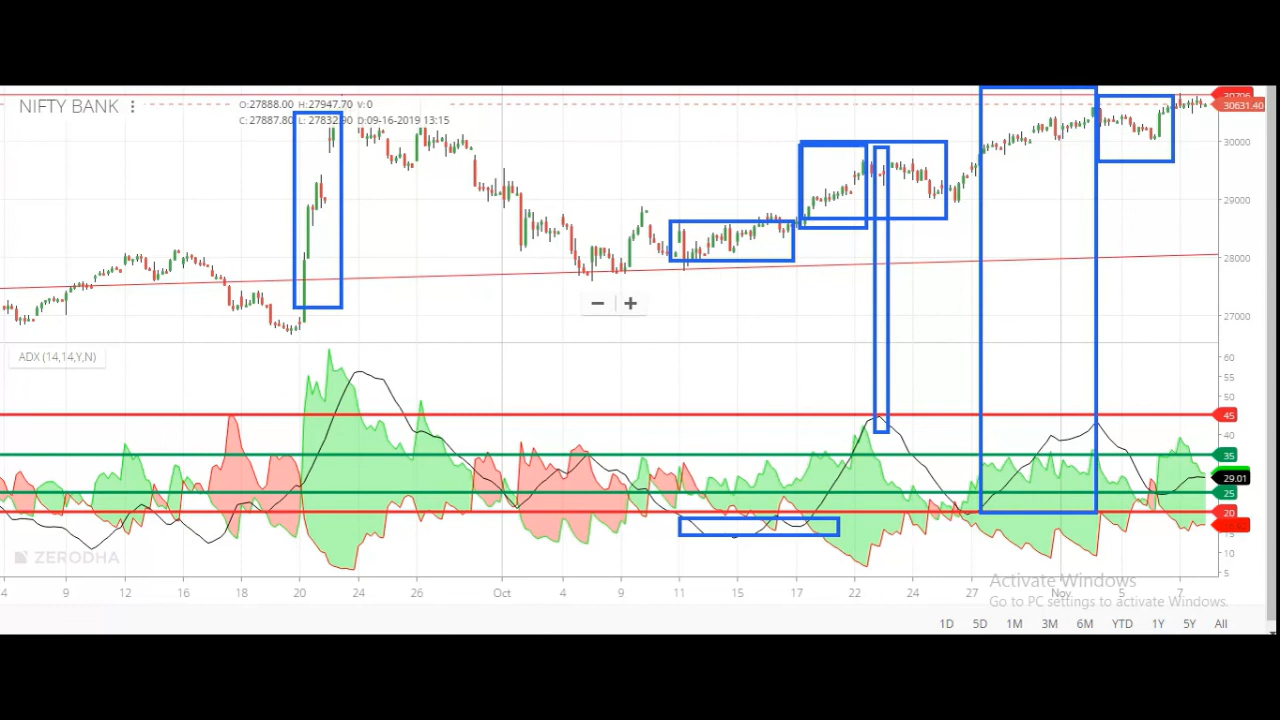 NIFTY BANK
O:27888.00 H:27947.70 V:0
C:27887.80 L: 27832.90 D:09-16-2019 13:15
30631.40
30000
29000
28000
27000
ADX (14,14,Y,N)
60
55
50
45
40
35
29.01
25
20
10
5
ZERODHA
4 9 12 16 18 20 24 26 Oct 4 9 11 15 17 22 24 27 Nov 5 7
Activate Windows
Go to PC settings to activate Windows.
1D 5D 1M 3M 6M YTD 1Y 5Y All